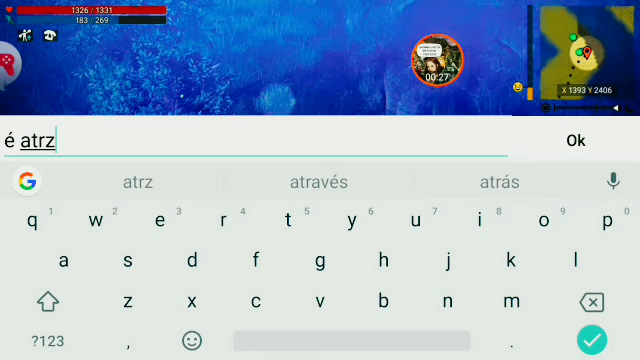 1326 / 1331
183 / 269
00:27
X 1393 Y 2406
é atrz
Ok
G atrz através atrás
q 1 w 2 e 3 r 4 t 5 y 6 u 7 i 8 o 9 p 0
a s d f g h j k l
z x c v b n m
?123 , .